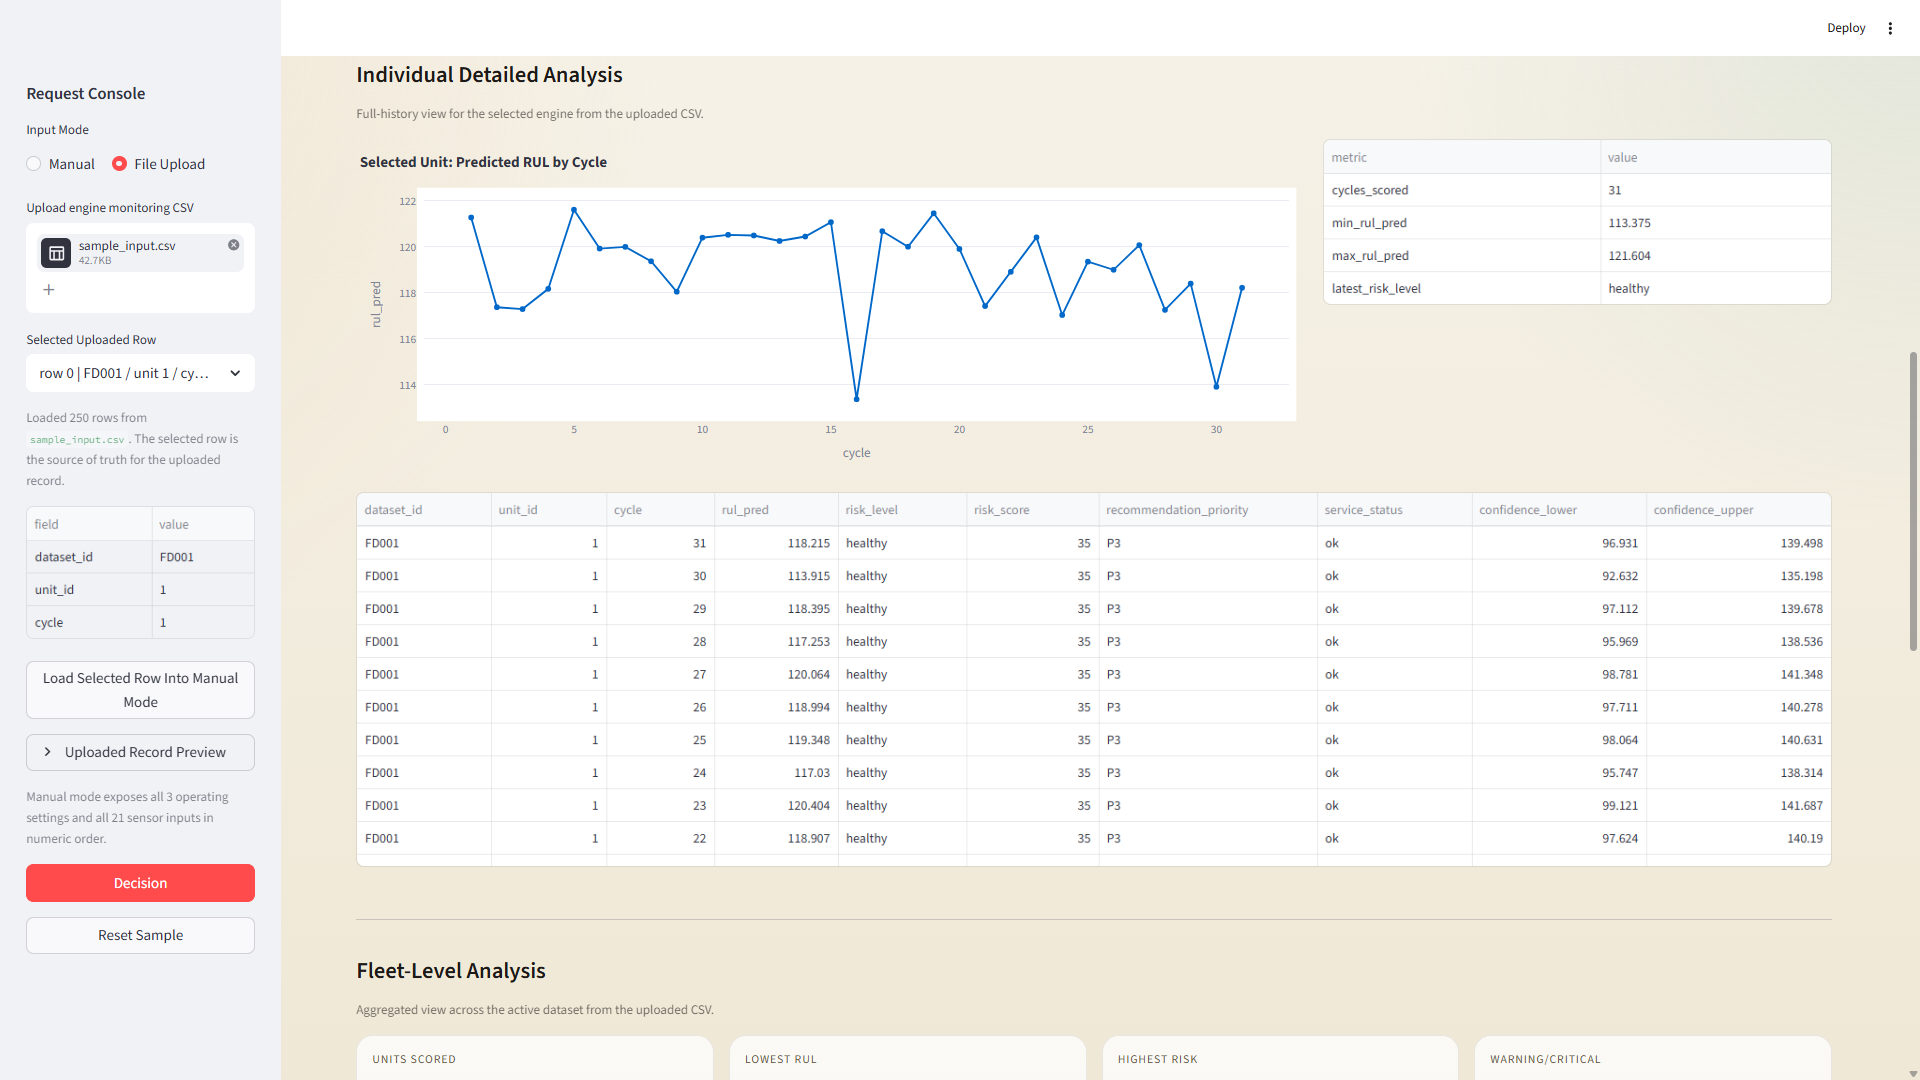 Deploy
Request Console
Input Mode
Manual
File Upload
Upload engine monitoring CSV
sample_input.csv
42.7KB
Selected Uploaded Row
row 0 | FD001 / unit 1 / cy...
Loaded 250 rows from
sample_input.csv . The selected row is
the source of truth for the uploaded
record.
field value
dataset_id FD001
unit_id 1
cycle 1
Load Selected Row Into Manual
Mode
Uploaded Record Preview
Manual mode exposes all 3 operating
settings and all 21 sensor inputs in
numeric order.
Decision
Reset Sample
Individual Detailed Analysis
Full-history view for the selected engine from the uploaded CSV.
Selected Unit: Predicted RUL by Cycle
122
120
118
116
114
rul_pred
0 5 10 15 20 25 30
cycle
metric value
cycles_scored 31
min_rul_pred 113.375
max_rul_pred 121.604
latest_risk_level healthy
dataset_id unit_id cycle rul_pred risk_level risk_score recommendation_priority service_status confidence_lower confidence_upper
FD001 1 31 118.215 healthy 35 P3 ok 96.931 139.498
FD001 1 30 113.915 healthy 35 P3 ok 92.632 135.198
FD001 1 29 118.395 healthy 35 P3 ok 97.112 139.678
FD001 1 28 117.253 healthy 35 P3 ok 95.969 138.536
FD001 1 27 120.064 healthy 35 P3 ok 98.781 141.348
FD001 1 26 118.994 healthy 35 P3 ok 97.711 140.278
FD001 1 25 119.348 healthy 35 P3 ok 98.064 140.631
FD001 1 24 117.03 healthy 35 P3 ok 95.747 138.314
FD001 1 23 120.404 healthy 35 P3 ok 99.121 141.687
FD001 1 22 118.907 healthy 35 P3 ok 97.624 140.19
Fleet-Level Analysis
Aggregated view across the active dataset from the uploaded CSV.
UNITS SCORED
LOWEST RUL
HIGHEST RISK
WARNING/CRITICAL